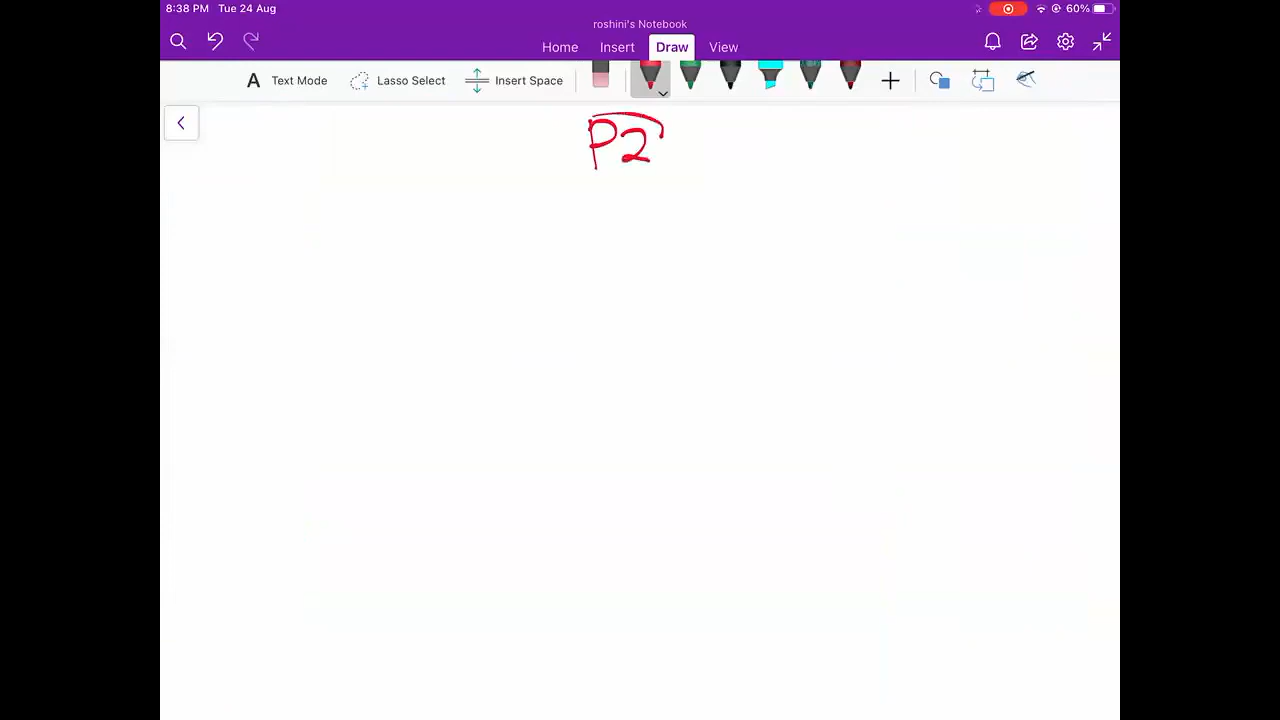 8:38 PM Tue 24 Aug 60%
roshini's Notebook
Home Insert Draw View
A Text Mode Lasso Select Insert Space
P2